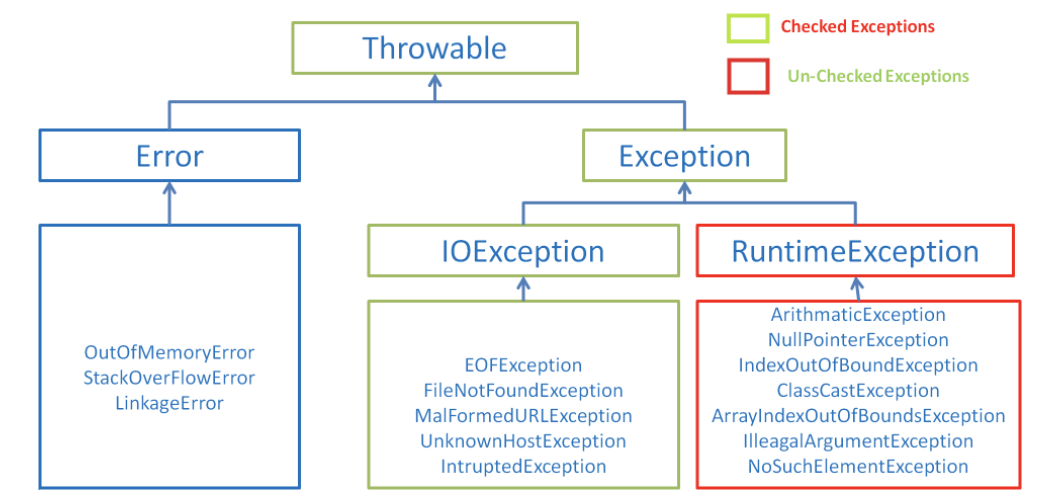 Throwable
Checked Exceptions
Un-Checked Exceptions
Error
Exception
IOException
RuntimeException
OutOfMemoryError
StackOverFlowError
LinkageError
EOFException
FileNotFoundException
MalFormedURLException
UnknownHostException
IntruptedException
ArithmaticException
NullPointerException
IndexOutOfBoundException
ClassCastException
ArrayIndexOutOfBoundsException
IlleagalArgumentException
NoSuchElementException